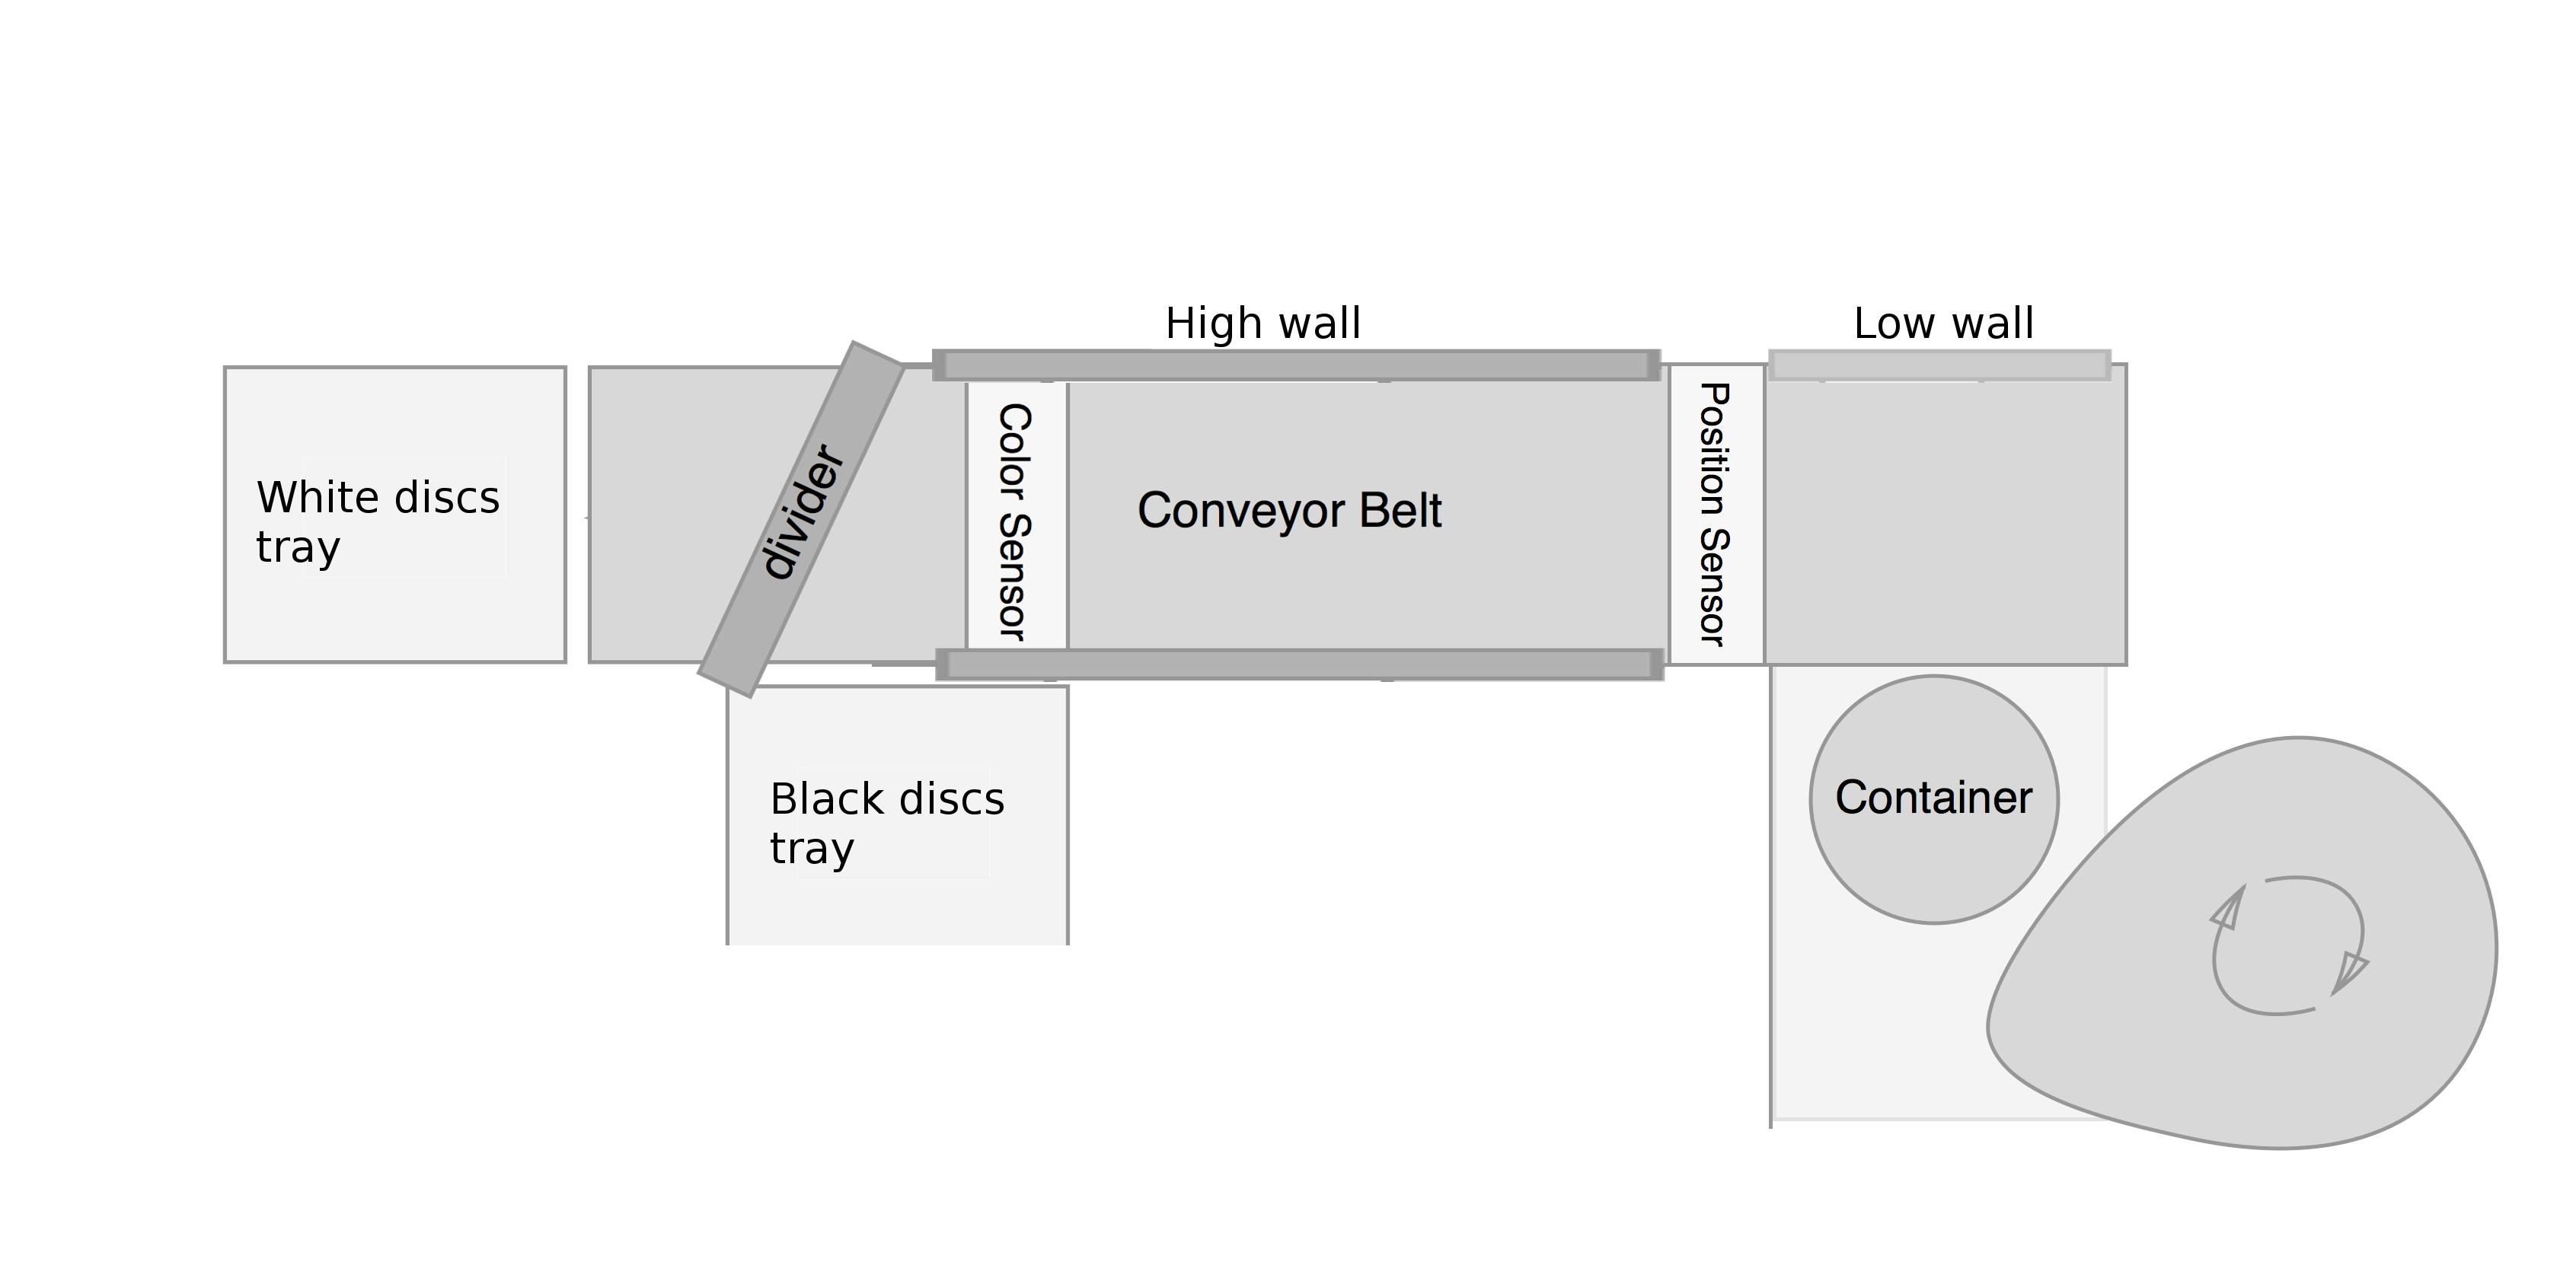 High wall
Low wall
White discs
tray
divider
Color Sensor
Conveyor Belt
Position Sensor
Black discs
tray
Container